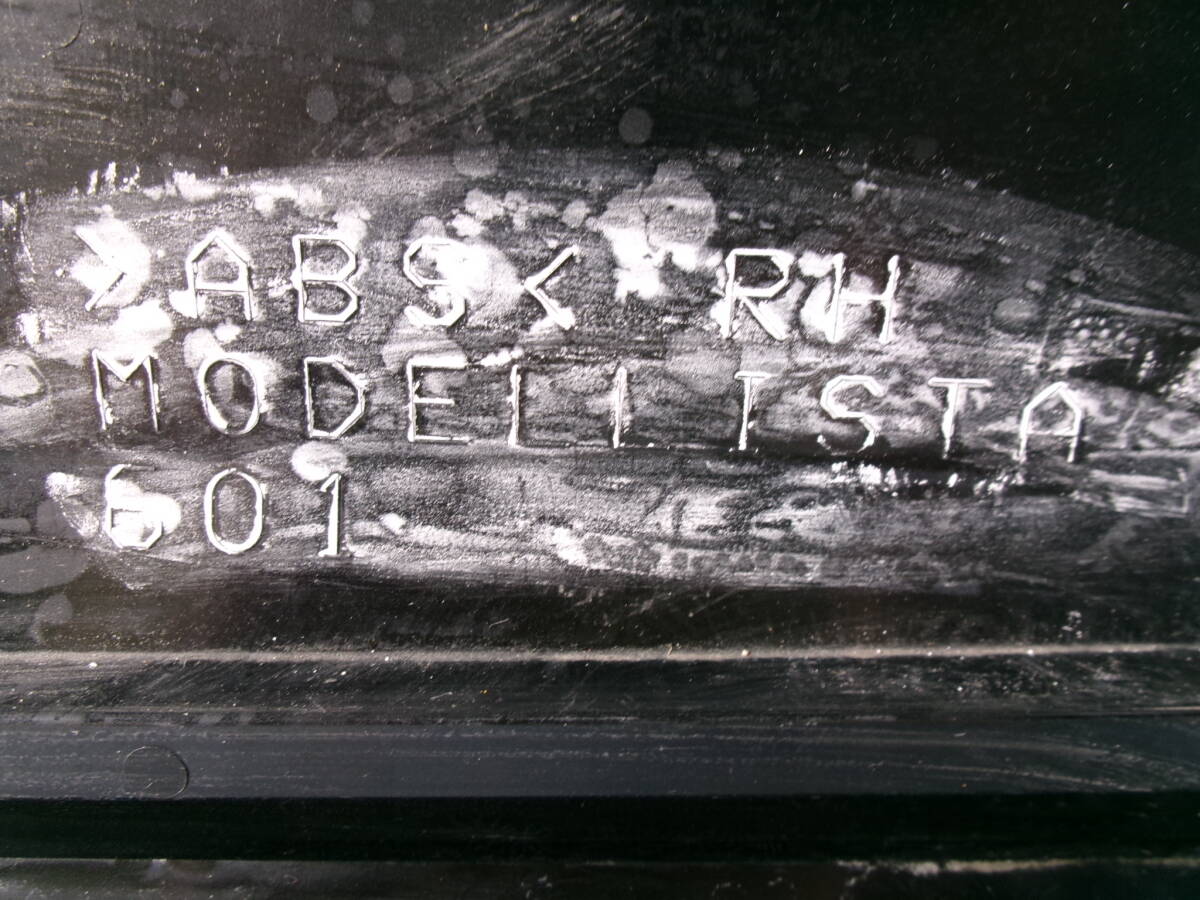 >ABS< RH
MODELLISTA
601